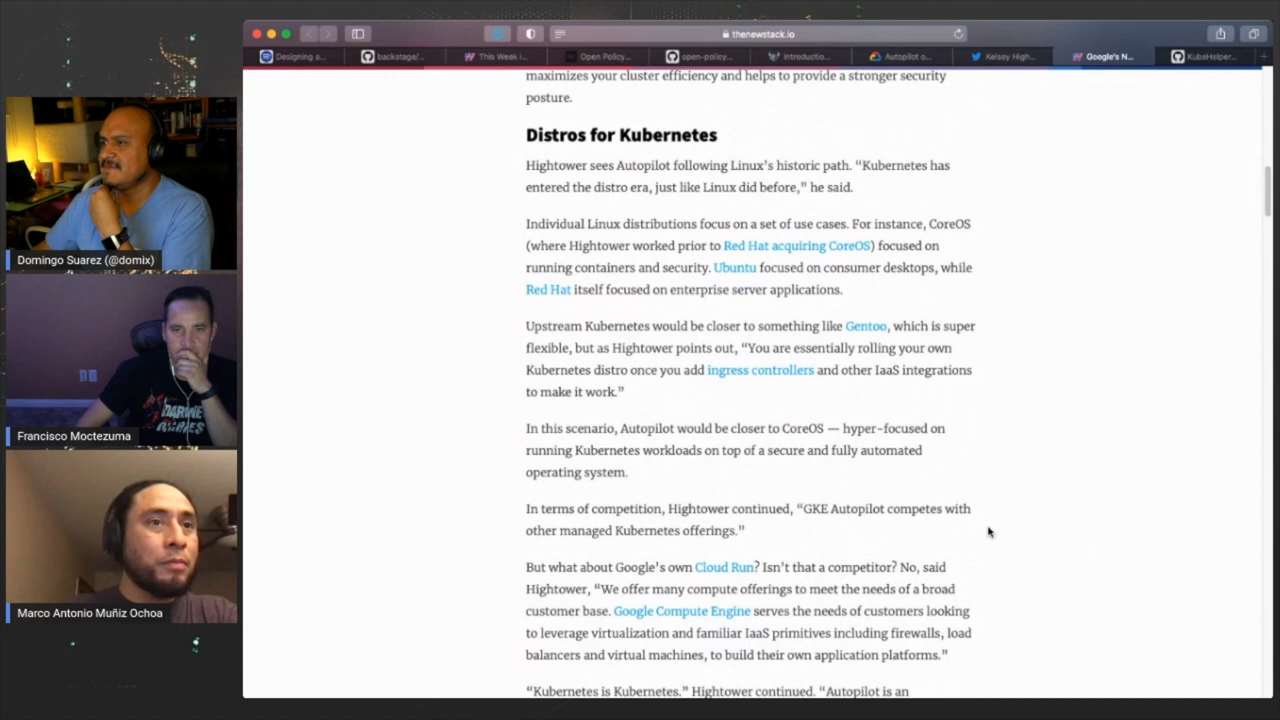 thenewstack.io
Designing a...
backstage/...
This Week i...
Open Policy...
open-policy...
Introductio...
Autopilot o...
Kelsey High...
Google's N...
KubeHelper...
maximizes your cluster efficiency and helps to provide a stronger security
posture.
Distros for Kubernetes
Hightower sees Autopilot following Linux’s historic path. “Kubernetes has
entered the distro era, just like Linux did before,” he said.
Individual Linux distributions focus on a set of use cases. For instance, CoreOS
(where Hightower worked prior to Red Hat acquiring CoreOS) focused on
running containers and security. Ubuntu focused on consumer desktops, while
Red Hat itself focused on enterprise server applications.
Upstream Kubernetes would be closer to something like Gentoo, which is super
flexible, but as Hightower points out, “You are essentially rolling your own
Kubernetes distro once you add ingress controllers and other IaaS integrations
to make it work.”
In this scenario, Autopilot would be closer to CoreOS — hyper-focused on
running Kubernetes workloads on top of a secure and fully automated
operating system.
In terms of competition, Hightower continued, “GKE Autopilot competes with
other managed Kubernetes offerings.”
But what about Google’s own Cloud Run? Isn’t that a competitor? No, said
Hightower, “We offer many compute offerings to meet the needs of a broad
customer base. Google Compute Engine serves the needs of customers looking
to leverage virtualization and familiar IaaS primitives including firewalls, load
balancers and virtual machines, to build their own application platforms.”
“Kubernetes is Kubernetes.” Hightower continued. “Autopilot is an
Domingo Suarez (@domix)
Francisco Moctezuma
Marco Antonio Muñiz Ochoa